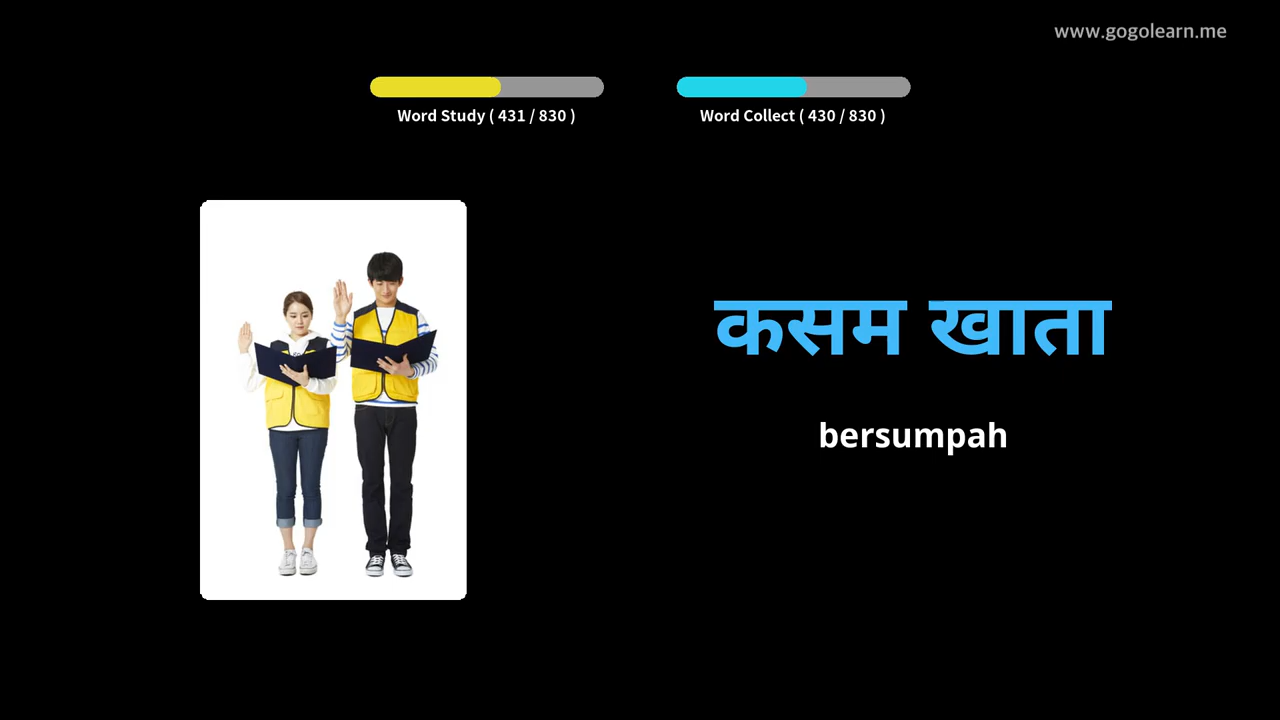 www.gogolearn.me
Word Study ( 431 / 830 )
Word Collect ( 430 / 830 )
कसम खाता
bersumpah